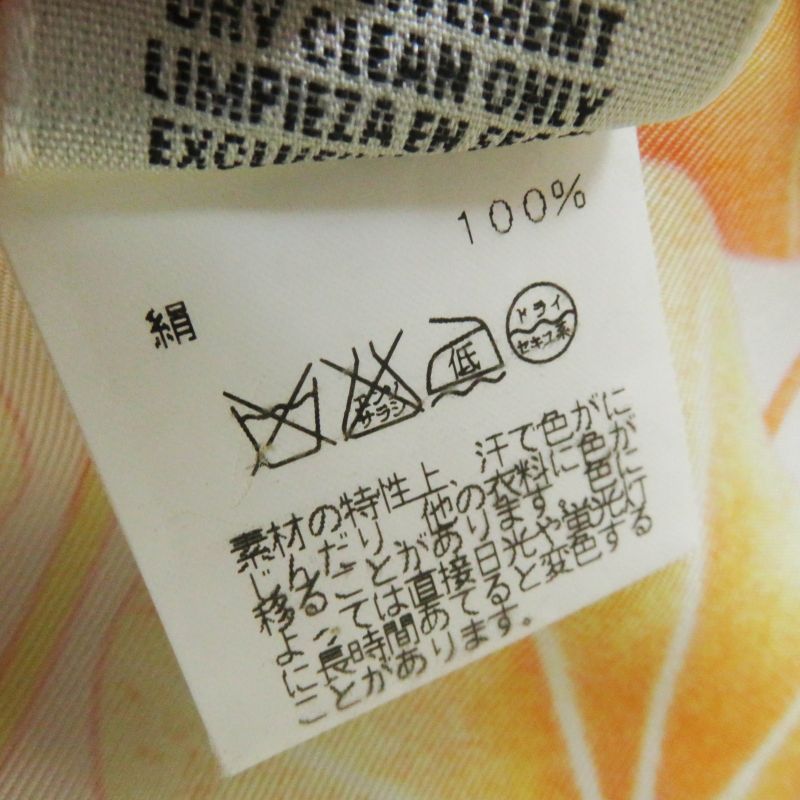 DRY CLEAN ONLY
LIMPIEZA EN
100%
絹
エンソ
サラシ
低
ドライ
セキユ系
素材の特性上、汗で色がに
じんだり、他の衣料に色が
移ることがあります。色に
よっては直接日光や蛍光灯
に長時間あてると変色する
ことがあります。